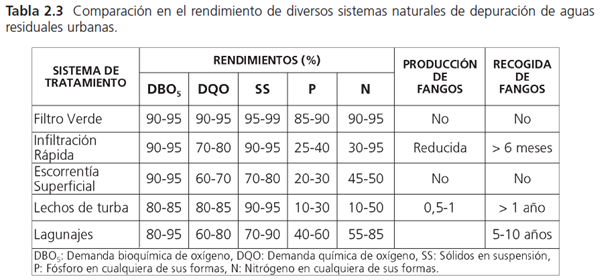 Tabla 2.3 Comparación en el rendimiento de diversos sistemas naturales de depuración de aguas
residuales urbanas.
SISTEMA DE TRATAMIENTO RENDIMIENTOS (%) PRODUCCIÓN DE FANGOS RECOGIDA DE FANGOS
DBO5 DQO SS P N
Filtro Verde 90-95 90-95 95-99 85-90 90-95 No No
Infiltración Rápida 90-95 70-80 90-95 25-40 30-95 Reducida > 6 meses
Escorrentía Superficial 90-95 60-70 70-80 20-30 45-50 No No
Lechos de turba 80-85 80-85 90-95 10-30 10-50 0,5-1 > 1 año
Lagunajes 80-95 60-80 70-90 40-60 55-85 5-10 años
DBO5: Demanda bioquímica de oxígeno, DQO: Demanda química de oxígeno, SS: Sólidos en suspensión,
P: Fósforo en cualquiera de sus formas, N: Nitrógeno en cualquiera de sus formas.